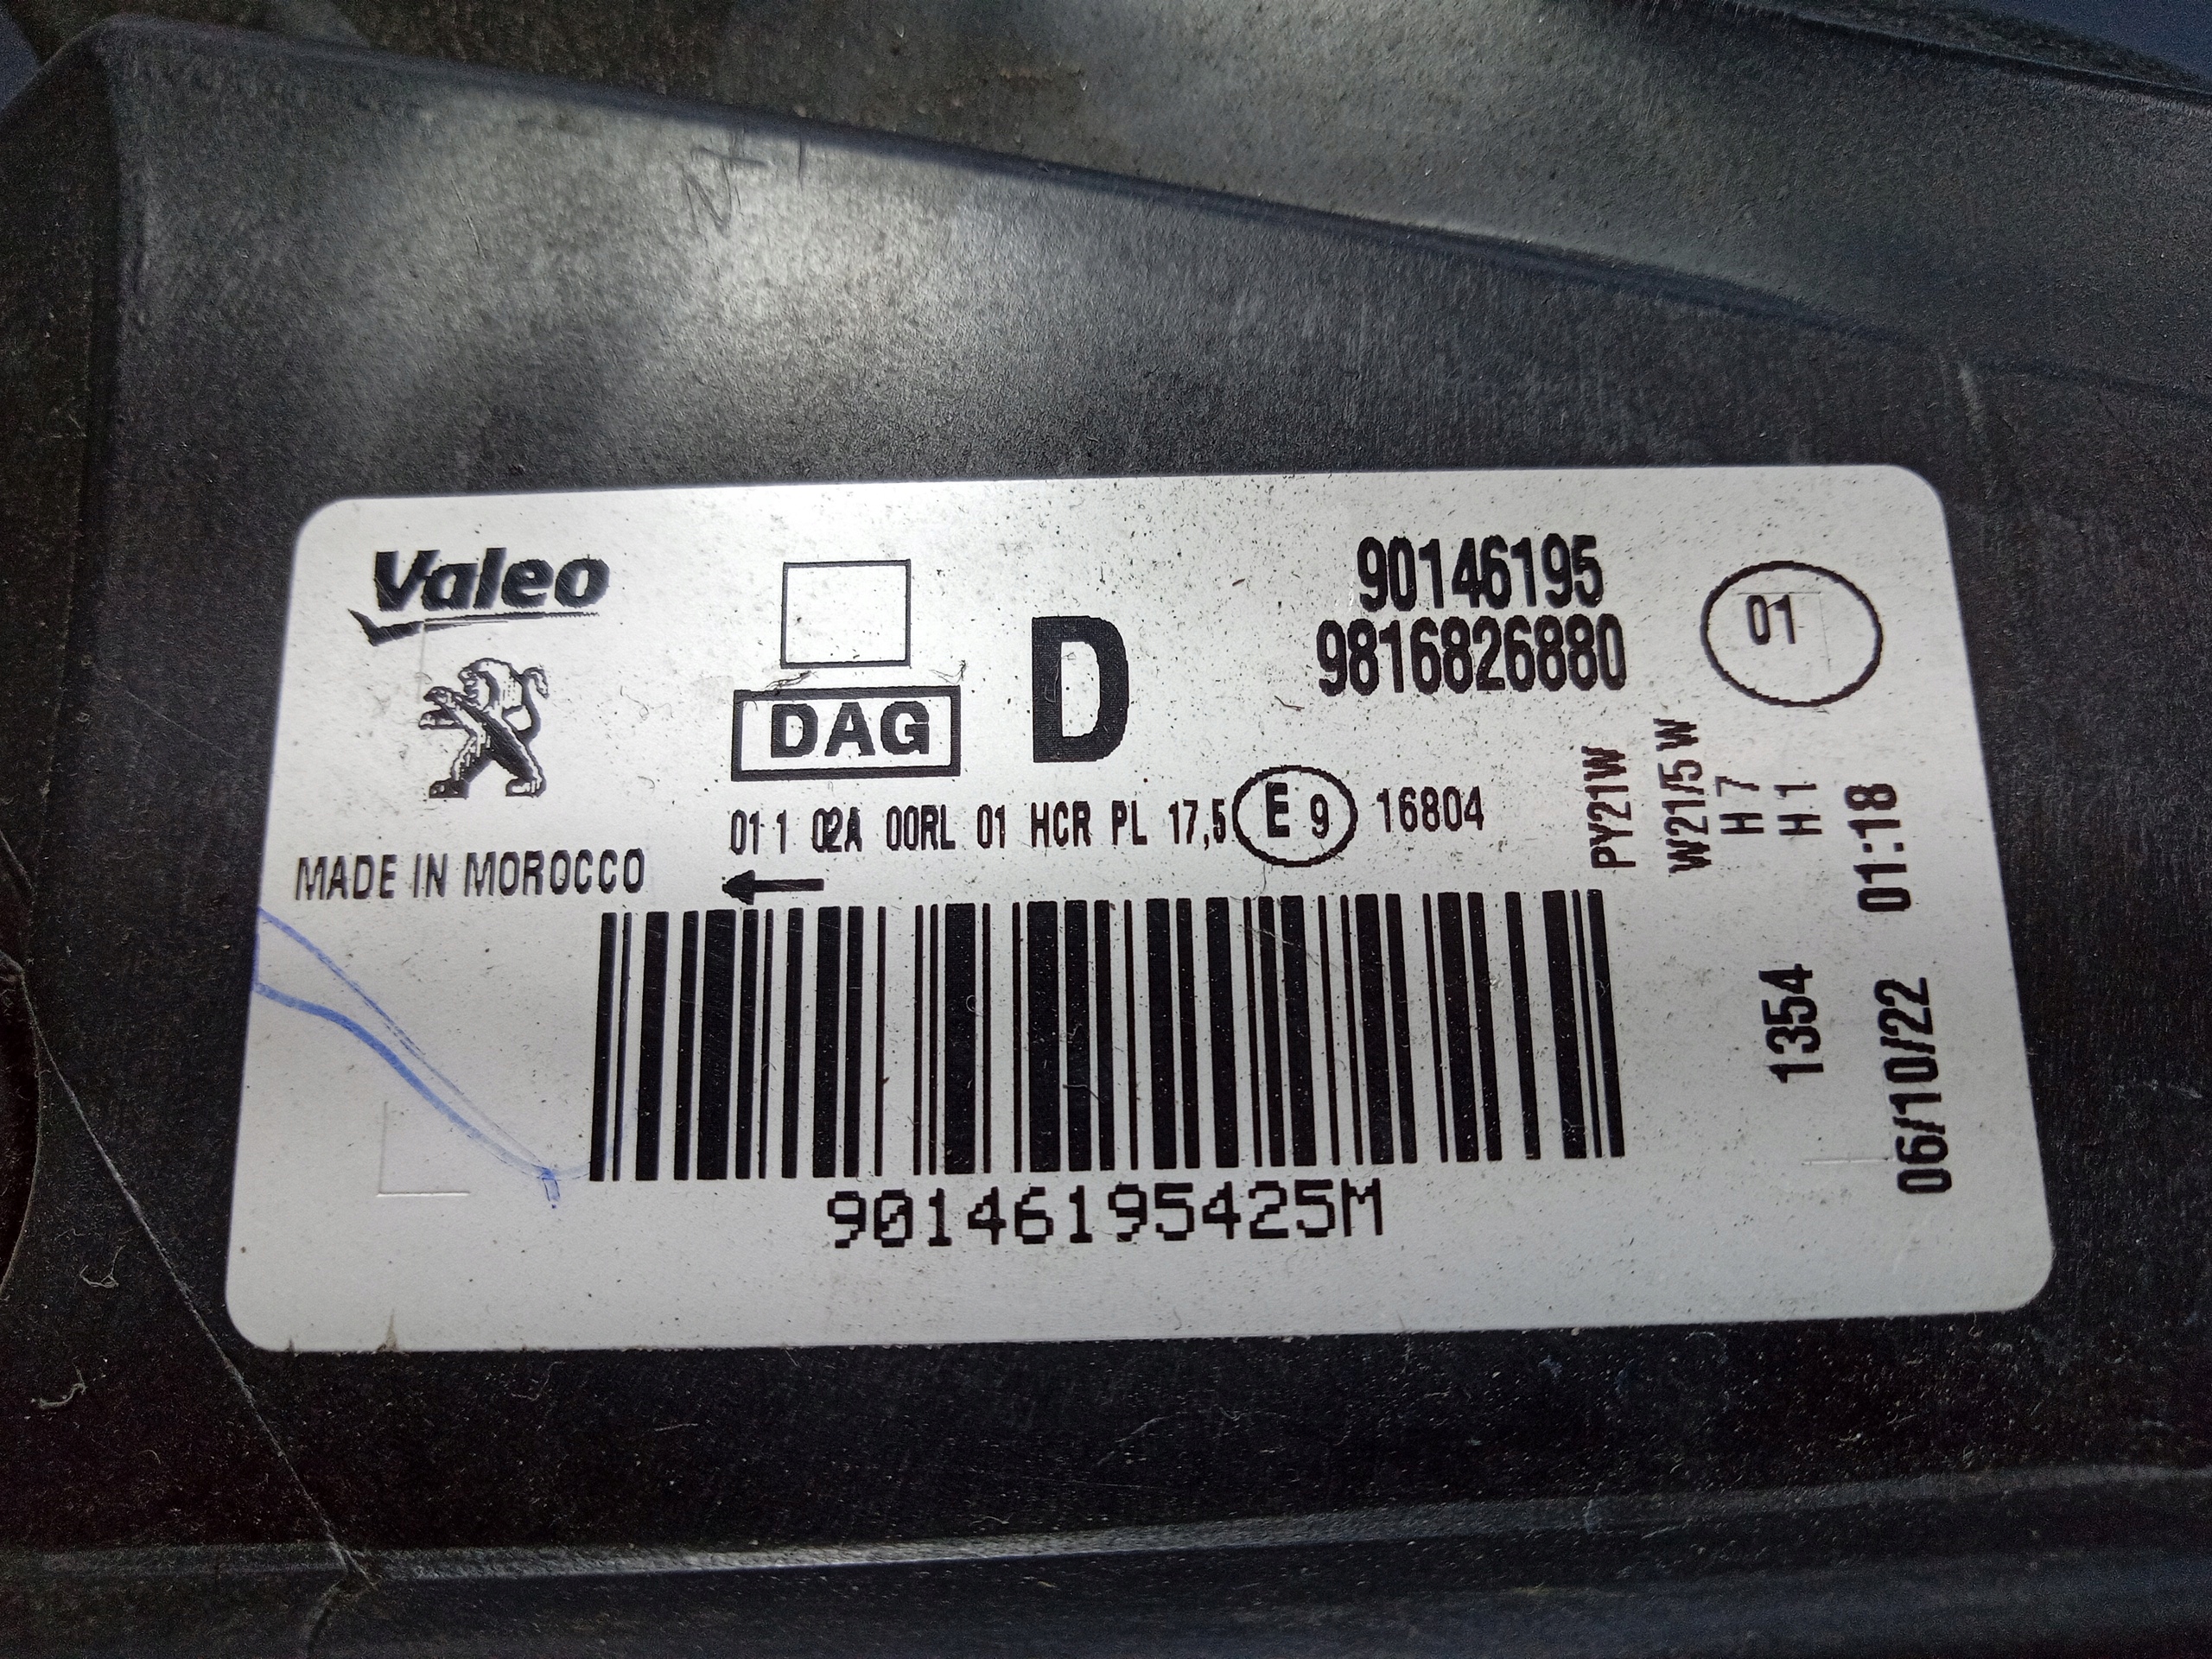 Valeo
DAG
D
90146195
9816826880
01
01 1 02A 00RL 01 HCR PL 17,5 E 9 16804
MADE IN MOROCCO
PY21W
W21/5W
H7
H1
01:18
1354
06/10/22
90146195425M